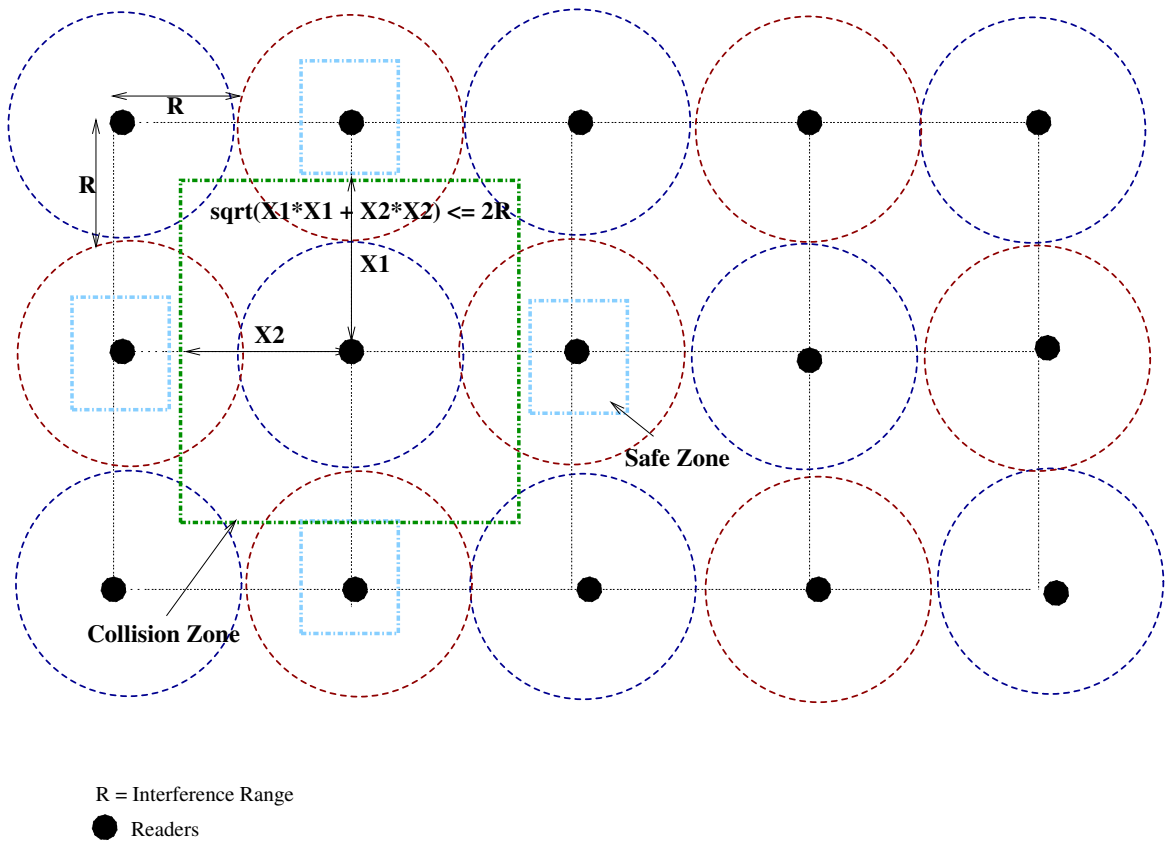 R
R
sqrt(X1*X1 + X2*X2) <= 2R
X1
X2
Safe Zone
Collision Zone
R = Interference Range
Readers